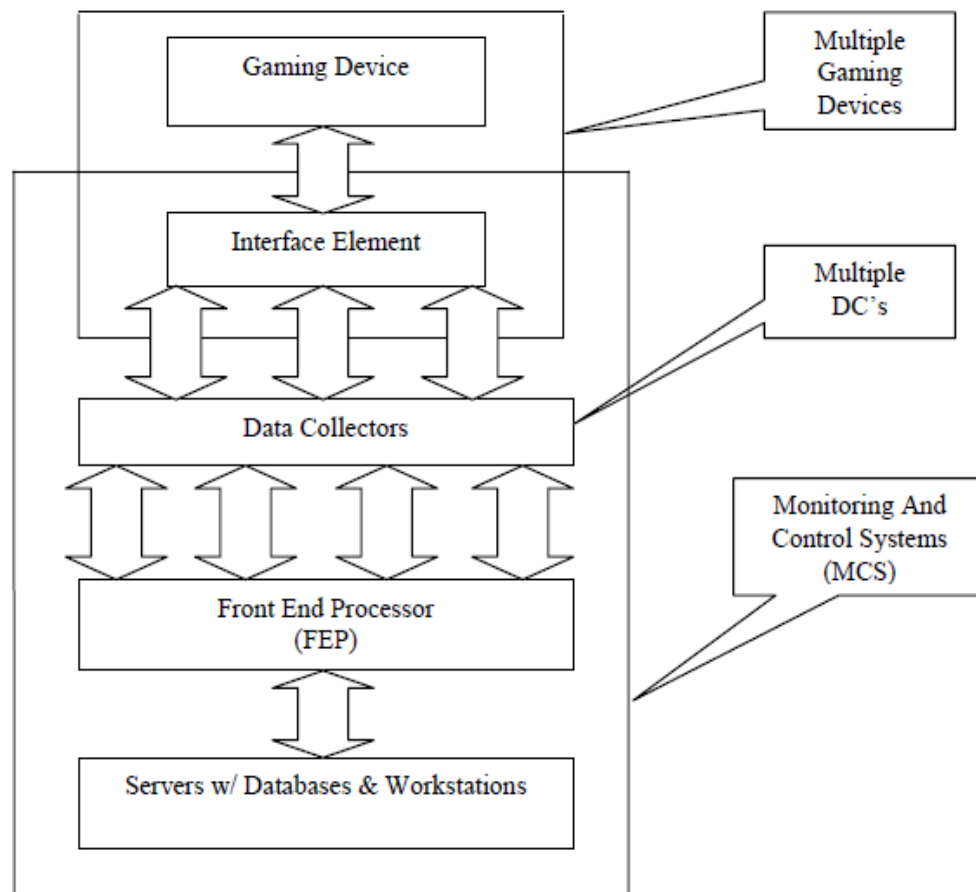 Gaming Device
Multiple
Gaming
Devices
Interface Element
Multiple
DC's
Data Collectors
Monitoring And
Control Systems
(MCS)
Front End Processor
(FEP)
Servers w/ Databases & Workstations